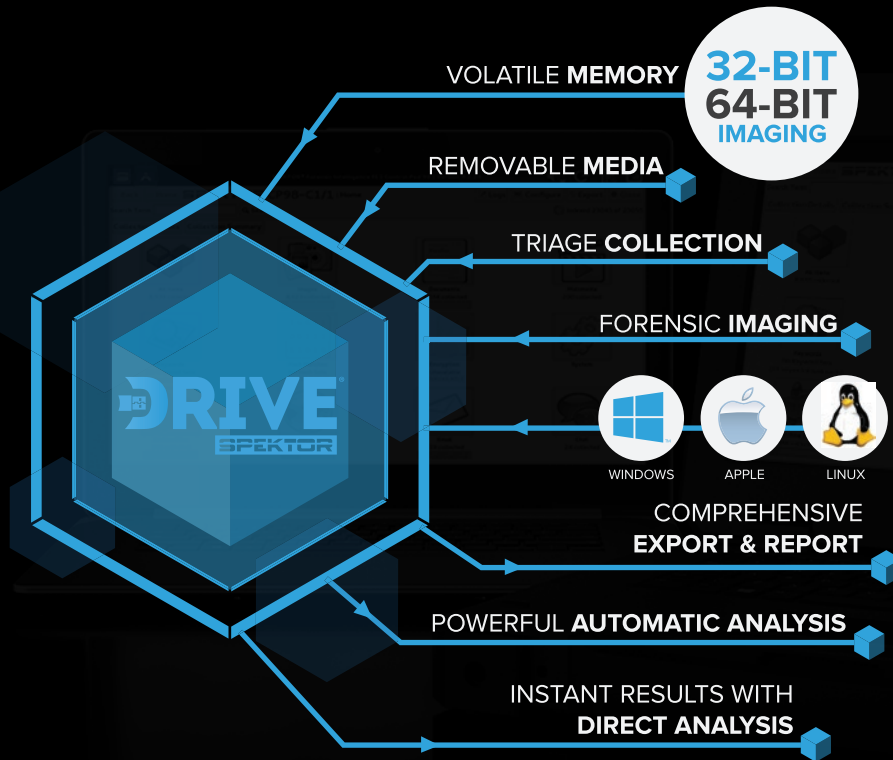 VOLATILE MEMORY
32-BIT
64-BIT
IMAGING
REMOVABLE MEDIA
TRIAGE COLLECTION
FORENSIC IMAGING
DRIVE®
SPEKTOR
™
WINDOWS
APPLE
LINUX
COMPREHENSIVE
EXPORT & REPORT
POWERFUL AUTOMATIC ANALYSIS
INSTANT RESULTS WITH
DIRECT ANALYSIS